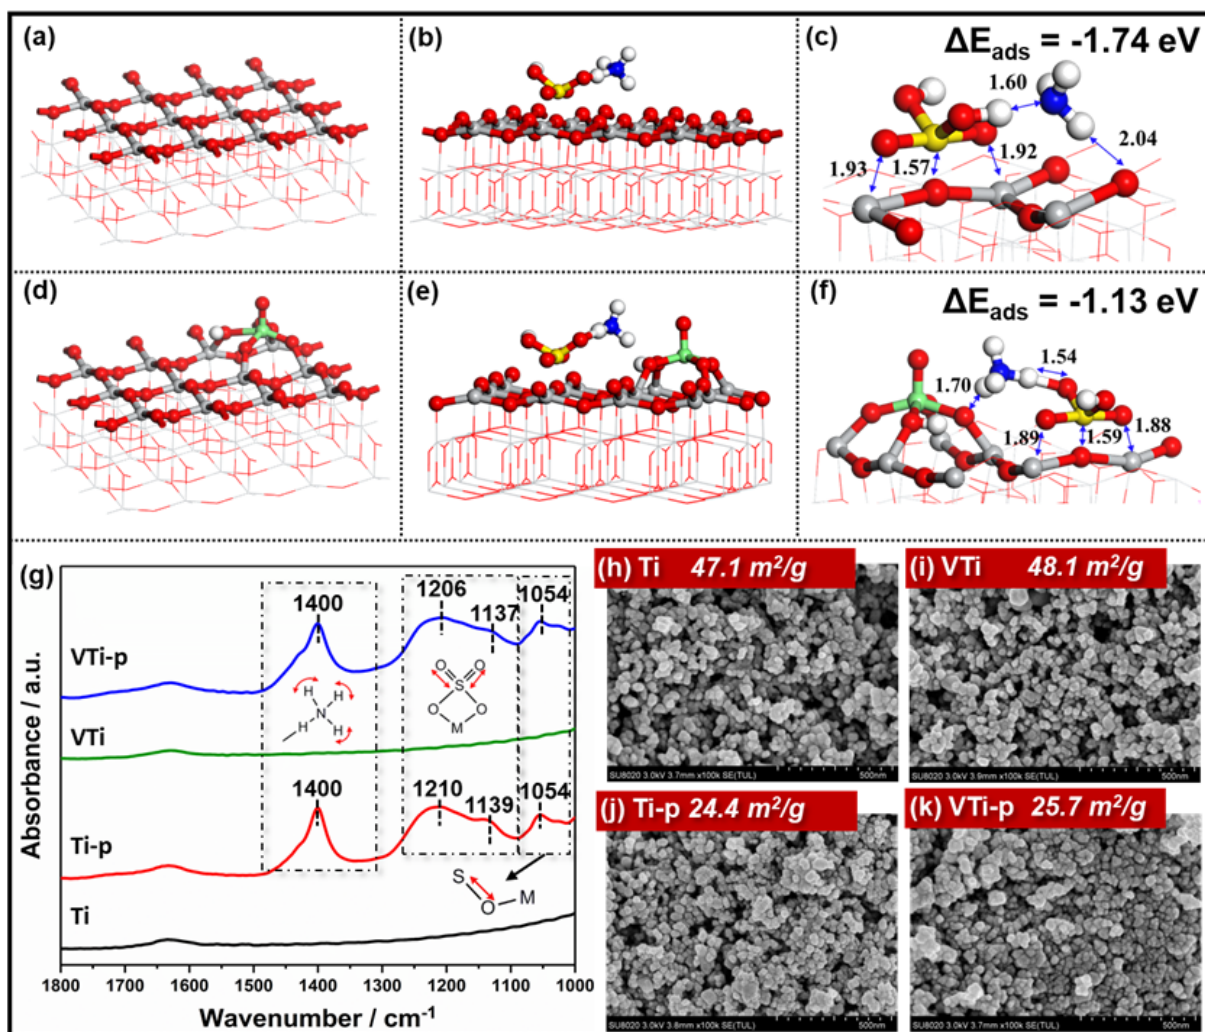 (a)
(b)
(c)
ΔEads = -1.74 eV
1.60
2.04
1.93
1.57
1.92
(d)
(e)
(f)
ΔEads = -1.13 eV
1.54
1.70
1.89
1.59
1.88
(g)
1400
1206
1137
1054
VTi-p
O O
S
O O
M
H
H H
N
H
VTi
1400
1210
1139
1054
Ti-p
S
O M
Ti
Absorbance / a.u.
1800 1700 1600 1500 1400 1300 1200 1100 1000
Wavenumber / cm⁻¹
(h) Ti 47.1 m²/g
SU8020 3.0kV 3.7mm x100k SE(TUL) 500nm
(i) VTi 48.1 m²/g
SU8020 3.0kV 3.9mm x100k SE(TUL) 500nm
(j) Ti-p 24.4 m²/g
SU8020 3.0kV 3.8mm x100k SE(TUL) 500nm
(k) VTi-p 25.7 m²/g
SU8020 3.0kV 3.7mm x100k SE(TUL) 500nm